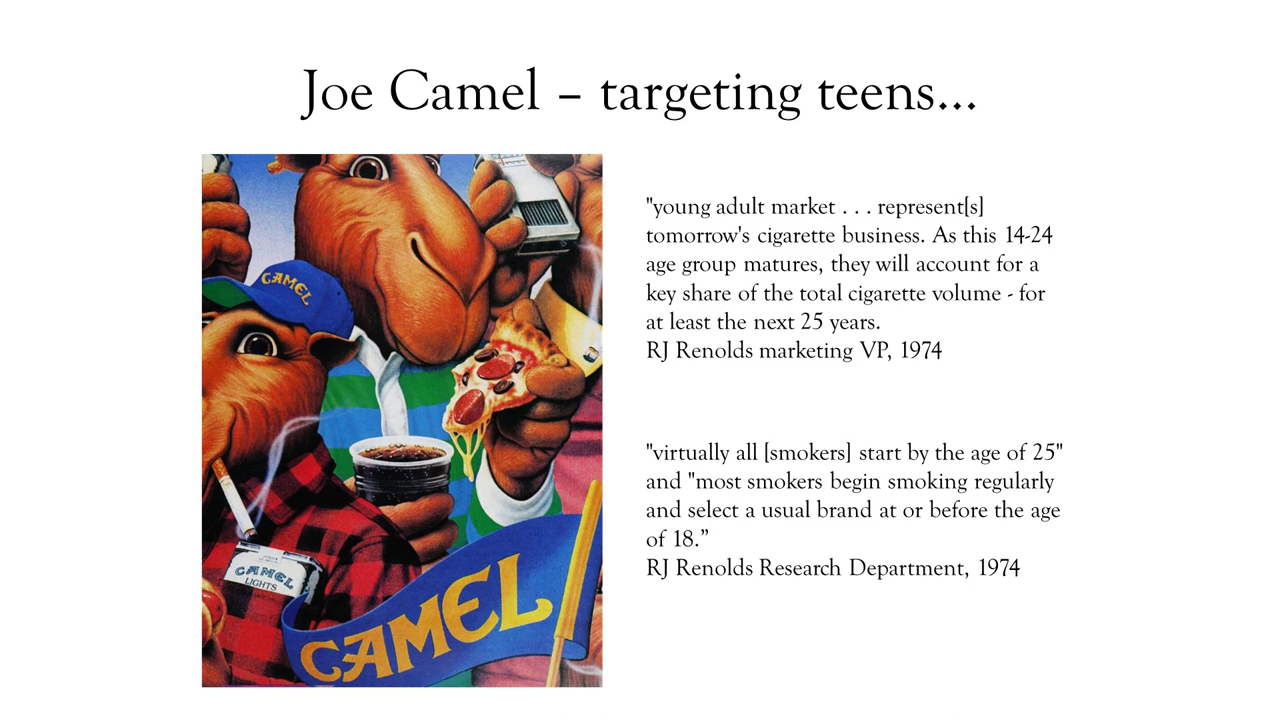 Joe Camel – targeting teens...
CAMEL
CAMEL
LIGHTS
CAMEL
"young adult market . . . represent[s]
tomorrow's cigarette business. As this 14-24
age group matures, they will account for a
key share of the total cigarette volume - for
at least the next 25 years.
RJ Renolds marketing VP, 1974
"virtually all [smokers] start by the age of 25"
and "most smokers begin smoking regularly
and select a usual brand at or before the age
of 18.”
RJ Renolds Research Department, 1974